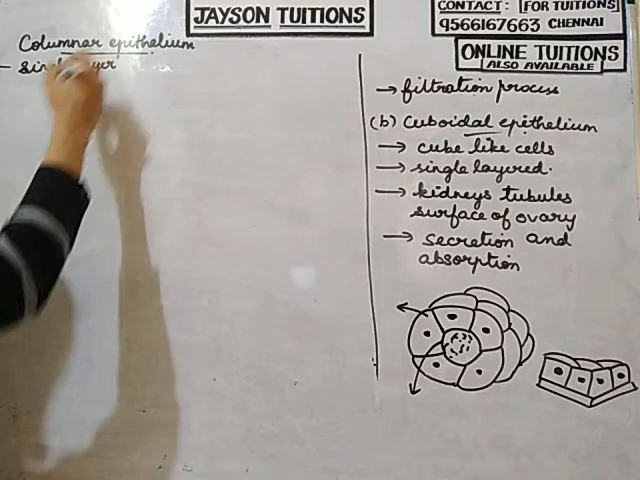 JAYSON TUITIONS
CONTACT: FOR TUITIONS
9566167663 CHENNAI
ONLINE TUITIONS
ALSO AVAILABLE
Columnar epithelium
→ filtration process
(b) Cuboidal epithelium
→ cube like cells
→ single layered.
→ kidneys tubules
surface of ovary
→ secretion and
absorption